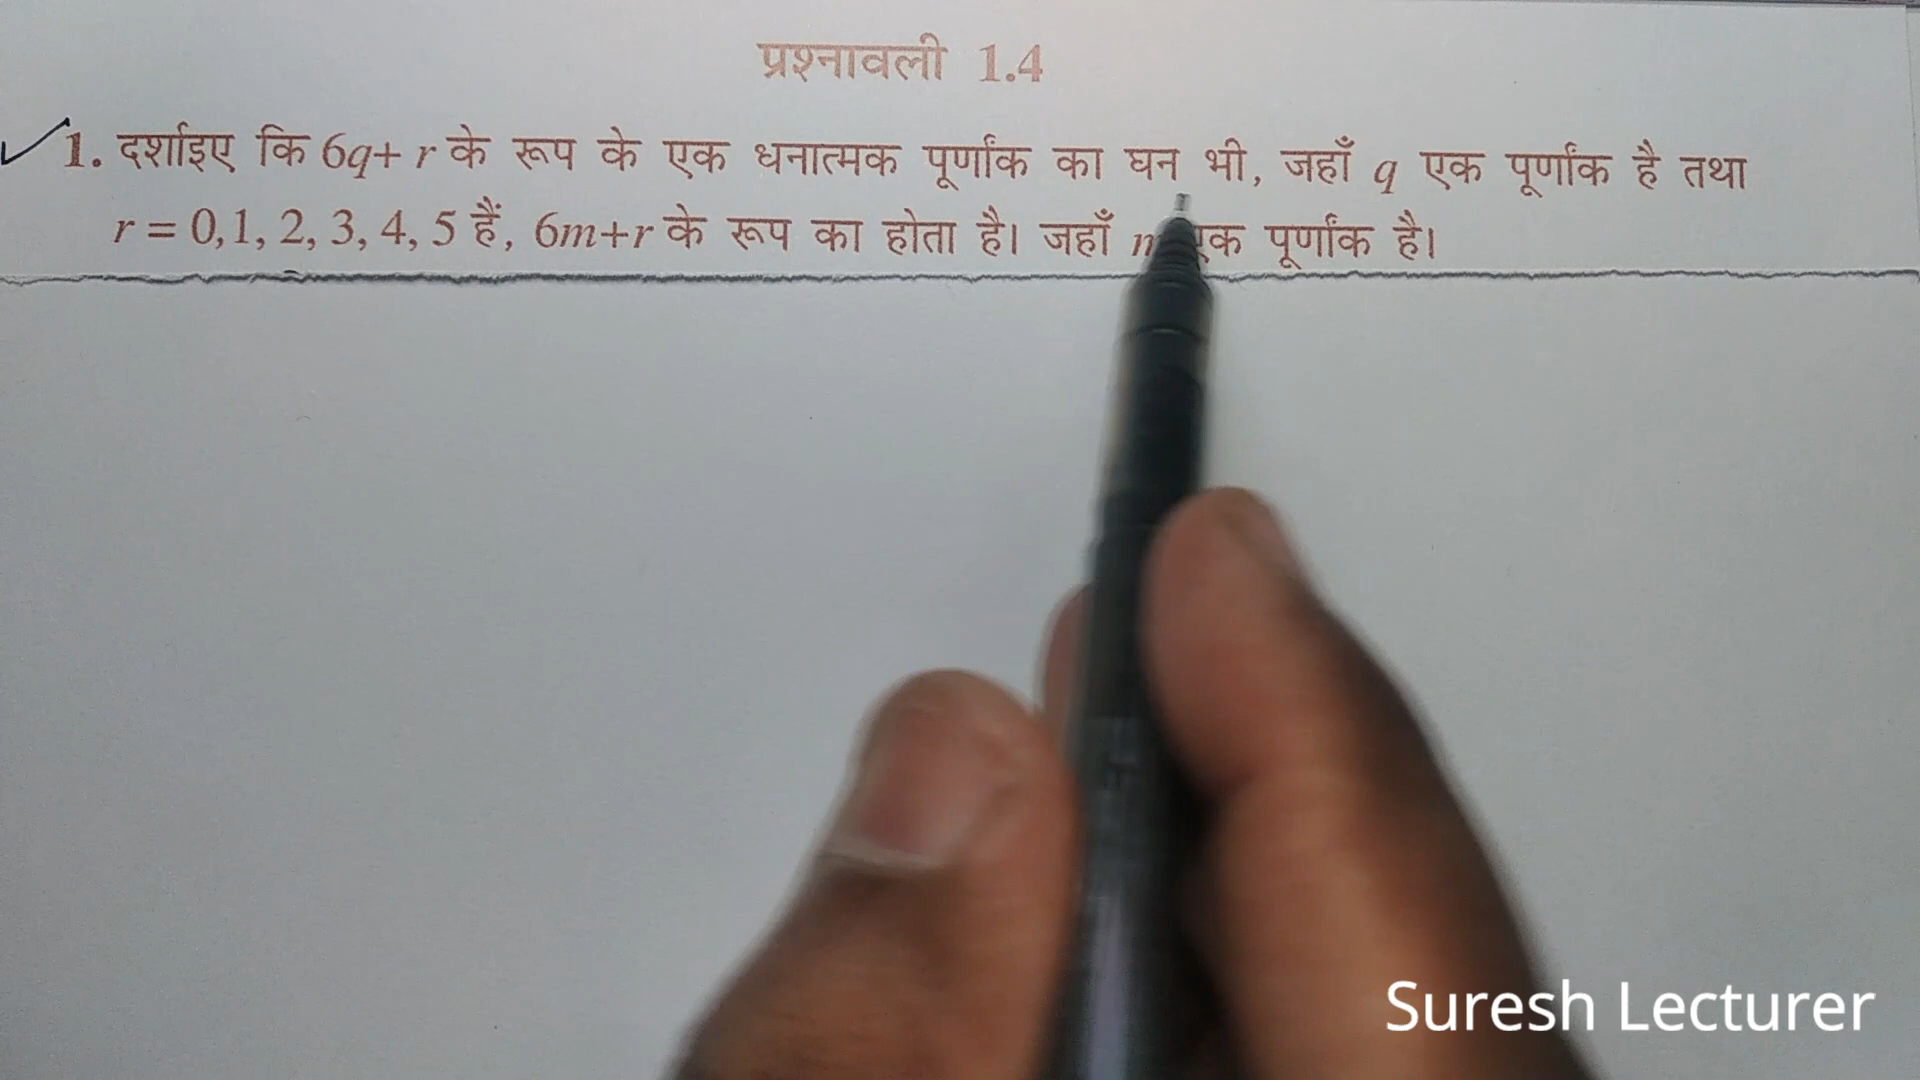 प्रश्नावली 1.4
1. दर्शाइए कि 6q+ r के रूप के एक धनात्मक पूर्णांक का घन भी, जहाँ q एक पूर्णांक है तथा
r = 0, 1, 2, 3, 4, 5 हैं, 6m+r के रूप का होता है। जहाँ एक पूर्णांक है।
Suresh Lecturer